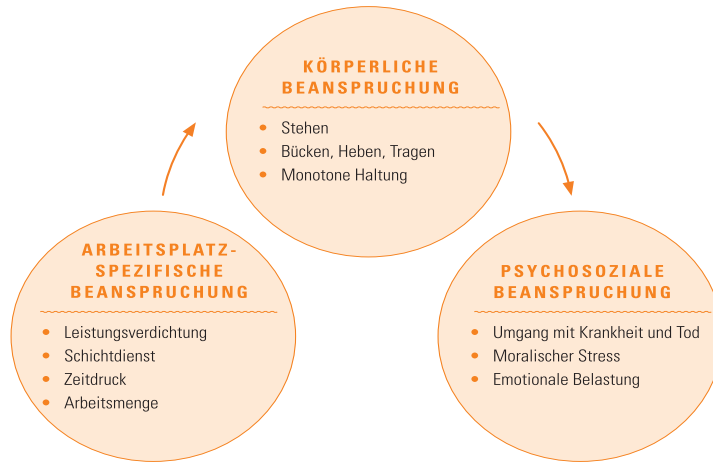 KÖRPERLICHE
BEANSPRUCHUNG
• Stehen
• Bücken, Heben, Tragen
• Monotone Haltung
ARBEITSPLATZ-
SPEZIFISCHE
BEANSPRUCHUNG
• Leistungsverdichtung
• Schichtdienst
• Zeitdruck
• Arbeitsmenge
PSYCHOSOZIALE
BEANSPRUCHUNG
• Umgang mit Krankheit und Tod
• Moralischer Stress
• Emotionale Belastung